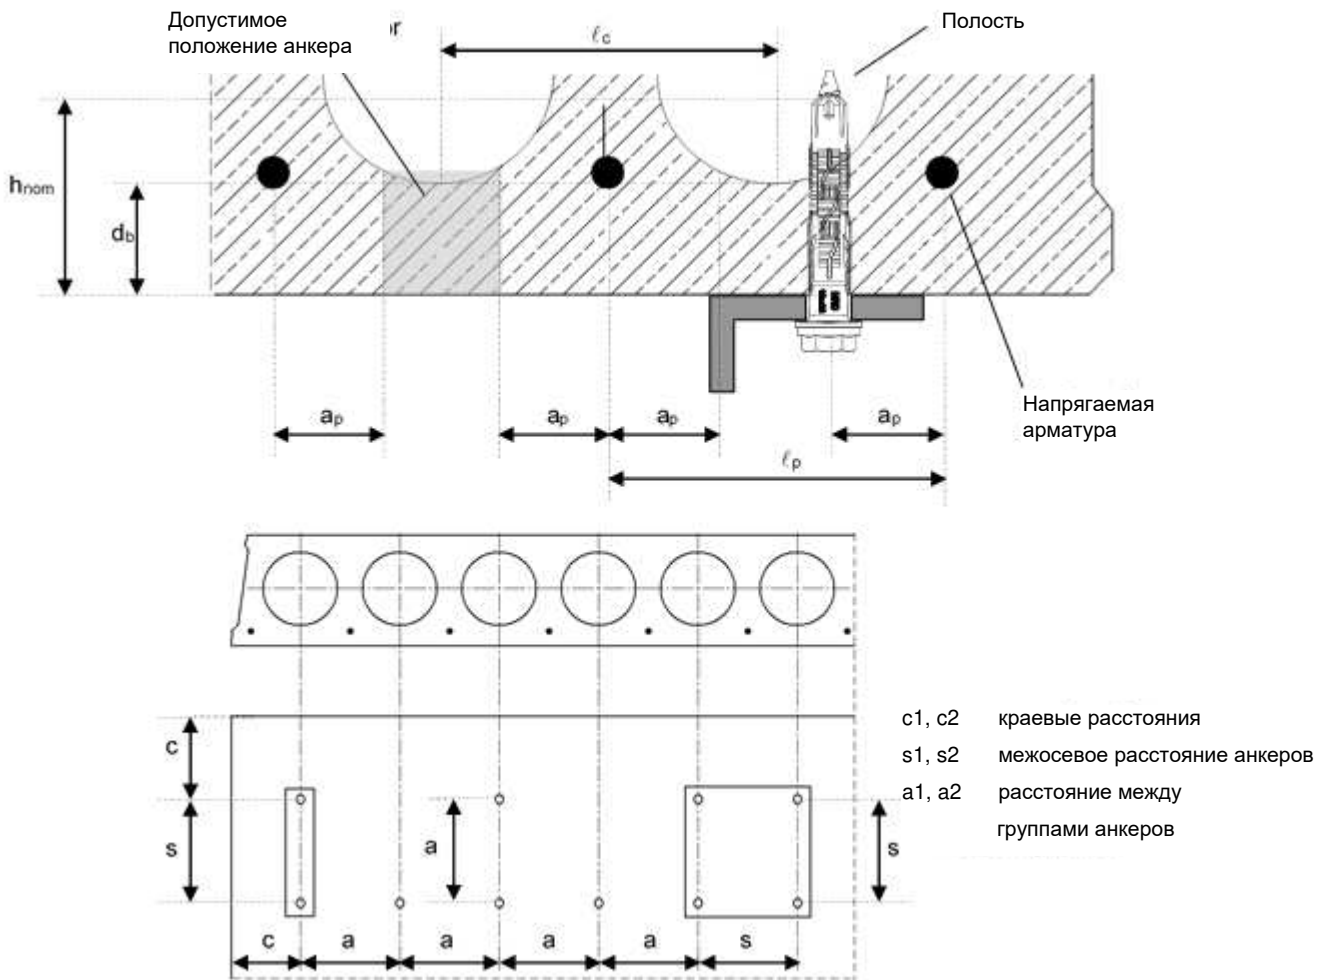 Допустимое
положение анкера
or
ℓc
Полость
hnom
db
ap
ap
ap
ap
ℓp
Напрягаемая
арматура
c
s
a
s
c
a
a
a
a
s
c1, c2 краевые расстояния
s1, s2 межосевое расстояние анкеров
a1, a2 расстояние между
группами анкеров